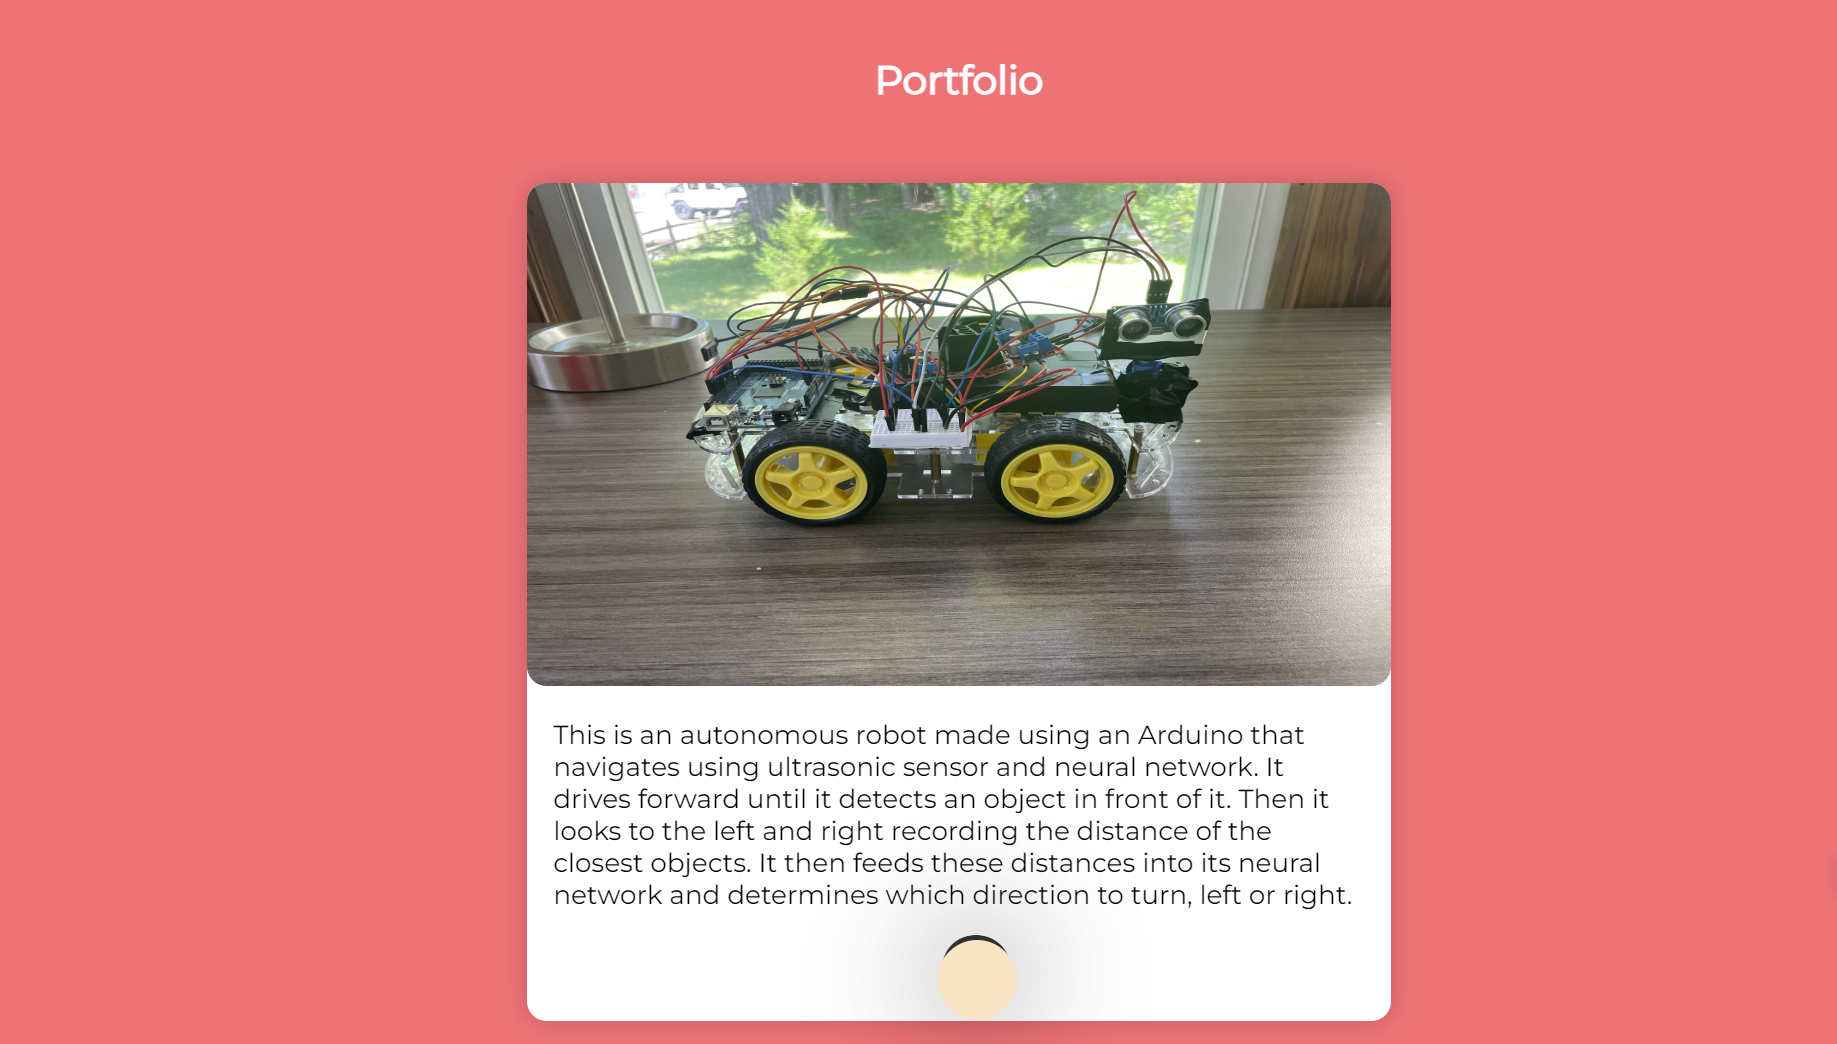 Portfolio
This is an autonomous robot made using an Arduino that
navigates using ultrasonic sensor and neural network. It
drives forward until it detects an object in front of it. Then it
looks to the left and right recording the distance of the
closest objects. It then feeds these distances into its neural
network and determines which direction to turn, left or right.